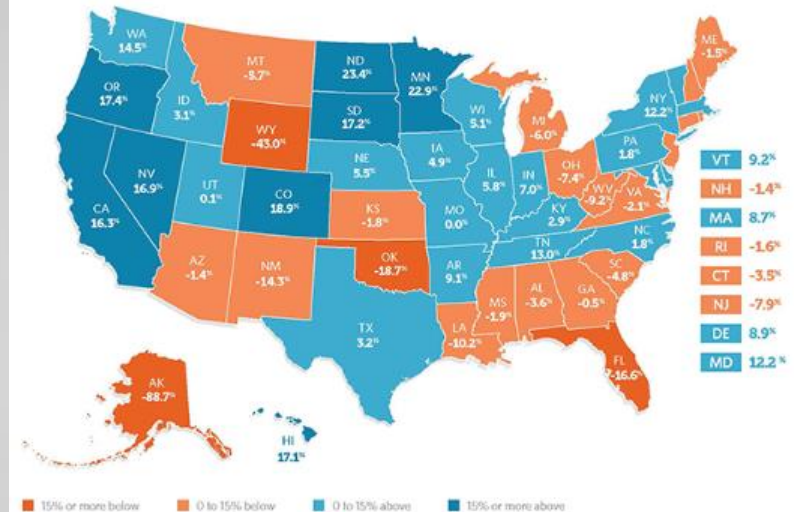 WA
14.5%
OR
17.4%
CA
16.3%
NV
16.9%
ID
3.1%
MT
-8.7%
WY
-43.0%
UT
0.1%
AZ
-1.4%
CO
18.9%
NM
-14.3%
ND
23.4%
SD
17.2%
NE
5.5%
KS
-1.8%
OK
-18.7%
TX
3.2%
MN
22.9%
IA
4.9%
MO
0.0%
AR
9.1%
LA
-10.2%
WI
5.1%
IL
5.8%
MI
-6.0%
IN
7.0%
OH
-7.4%
KY
2.9%
TN
13.0%
MS
-1.9%
AL
-3.6%
GA
-0.5%
FL
-16.6%
SC
-4.8%
NC
1.8%
VA
-2.1%
WV
-9.2%
PA
1.8%
NY
12.2%
ME
-1.5%
VT 9.2%
NH -1.4%
MA 8.7%
RI -1.6%
CT -3.5%
NJ -7.9%
DE 8.9%
MD 12.2%
AK
-88.7%
HI
17.1%
15% or more below 0 to 15% below 0 to 15% above 15% or more above